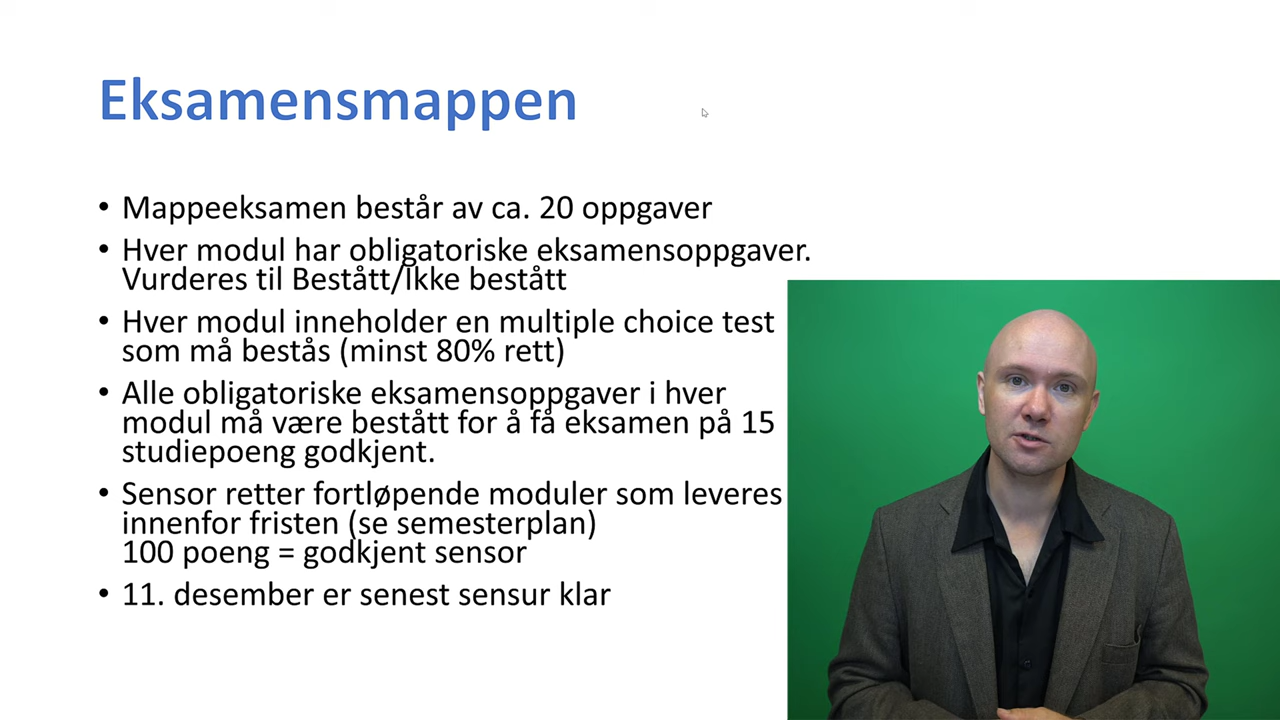 Eksamensmappen
• Mappeeksamen består av ca. 20 oppgaver
• Hver modul har obligatoriske eksamensoppgaver.
Vurderes til Bestått/Ikke bestått
• Hver modul inneholder en multiple choice test
som må bestås (minst 80% rett)
• Alle obligatoriske eksamensoppgaver i hver
modul må være bestått for å få eksamen på 15
studiepoeng godkjent.
• Sensor retter fortløpende moduler som leveres
innenfor fristen (se semesterplan)
100 poeng = godkjent sensor
• 11. desember er senest sensur klar